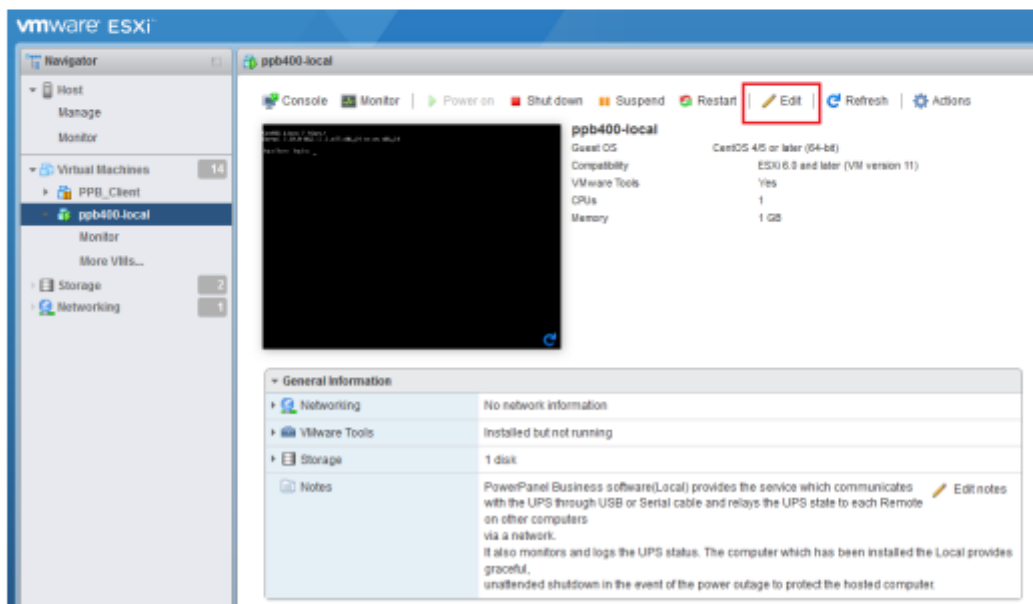 vmware ESXi
Navigator
Host
Manage
Monitor
Virtual Machines 14
PPB_Client
ppb400-local
Monitor
More VMs...
Storage 2
Networking 1
ppb400-local
Console Monitor Power on Shut down Suspend Restart Edit Refresh Actions
ppb400-local
Guest OS CentOS 4/5 or later (64-bit)
Compatibility ESXi 6.0 and later (VM version 11)
VMware Tools Yes
CPUs 1
Memory 1 GB
General Information
Networking No network information
VMware Tools Installed but not running
Storage 1 disk
Notes PowerPanel Business software(Local) provides the service which communicates Edit notes
with the UPS through USB or Serial cable and relays the UPS state to each Remote
on other computers
via a network.
It also monitors and logs the UPS status. The computer which has been installed the Local provides
graceful,
unattended shutdown in the event of the power outage to protect the hosted computer.